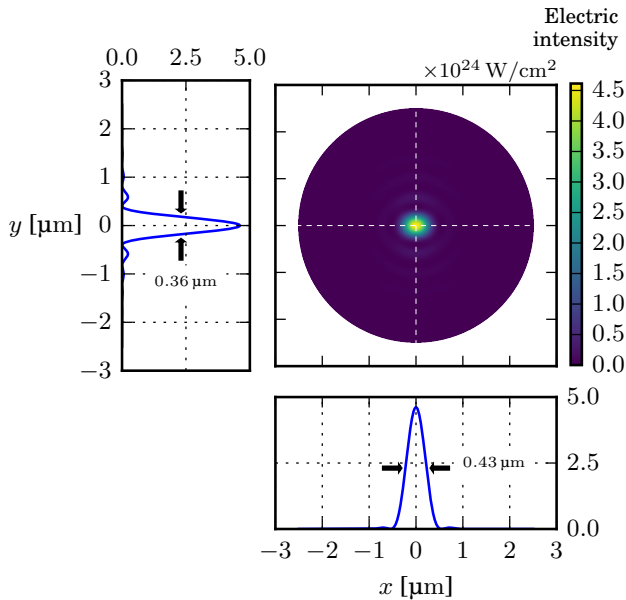 Electric
intensity
×10²⁴ W/cm²
0.0 2.5 5.0
3
2
1
0
−1
−2
−3
y [µm]
0.36 µm
4.5
4.0
3.5
3.0
2.5
2.0
1.5
1.0
0.5
0.0
5.0
2.5
0.0
0.43 µm
−3 −2 −1 0 1 2 3
x [µm]